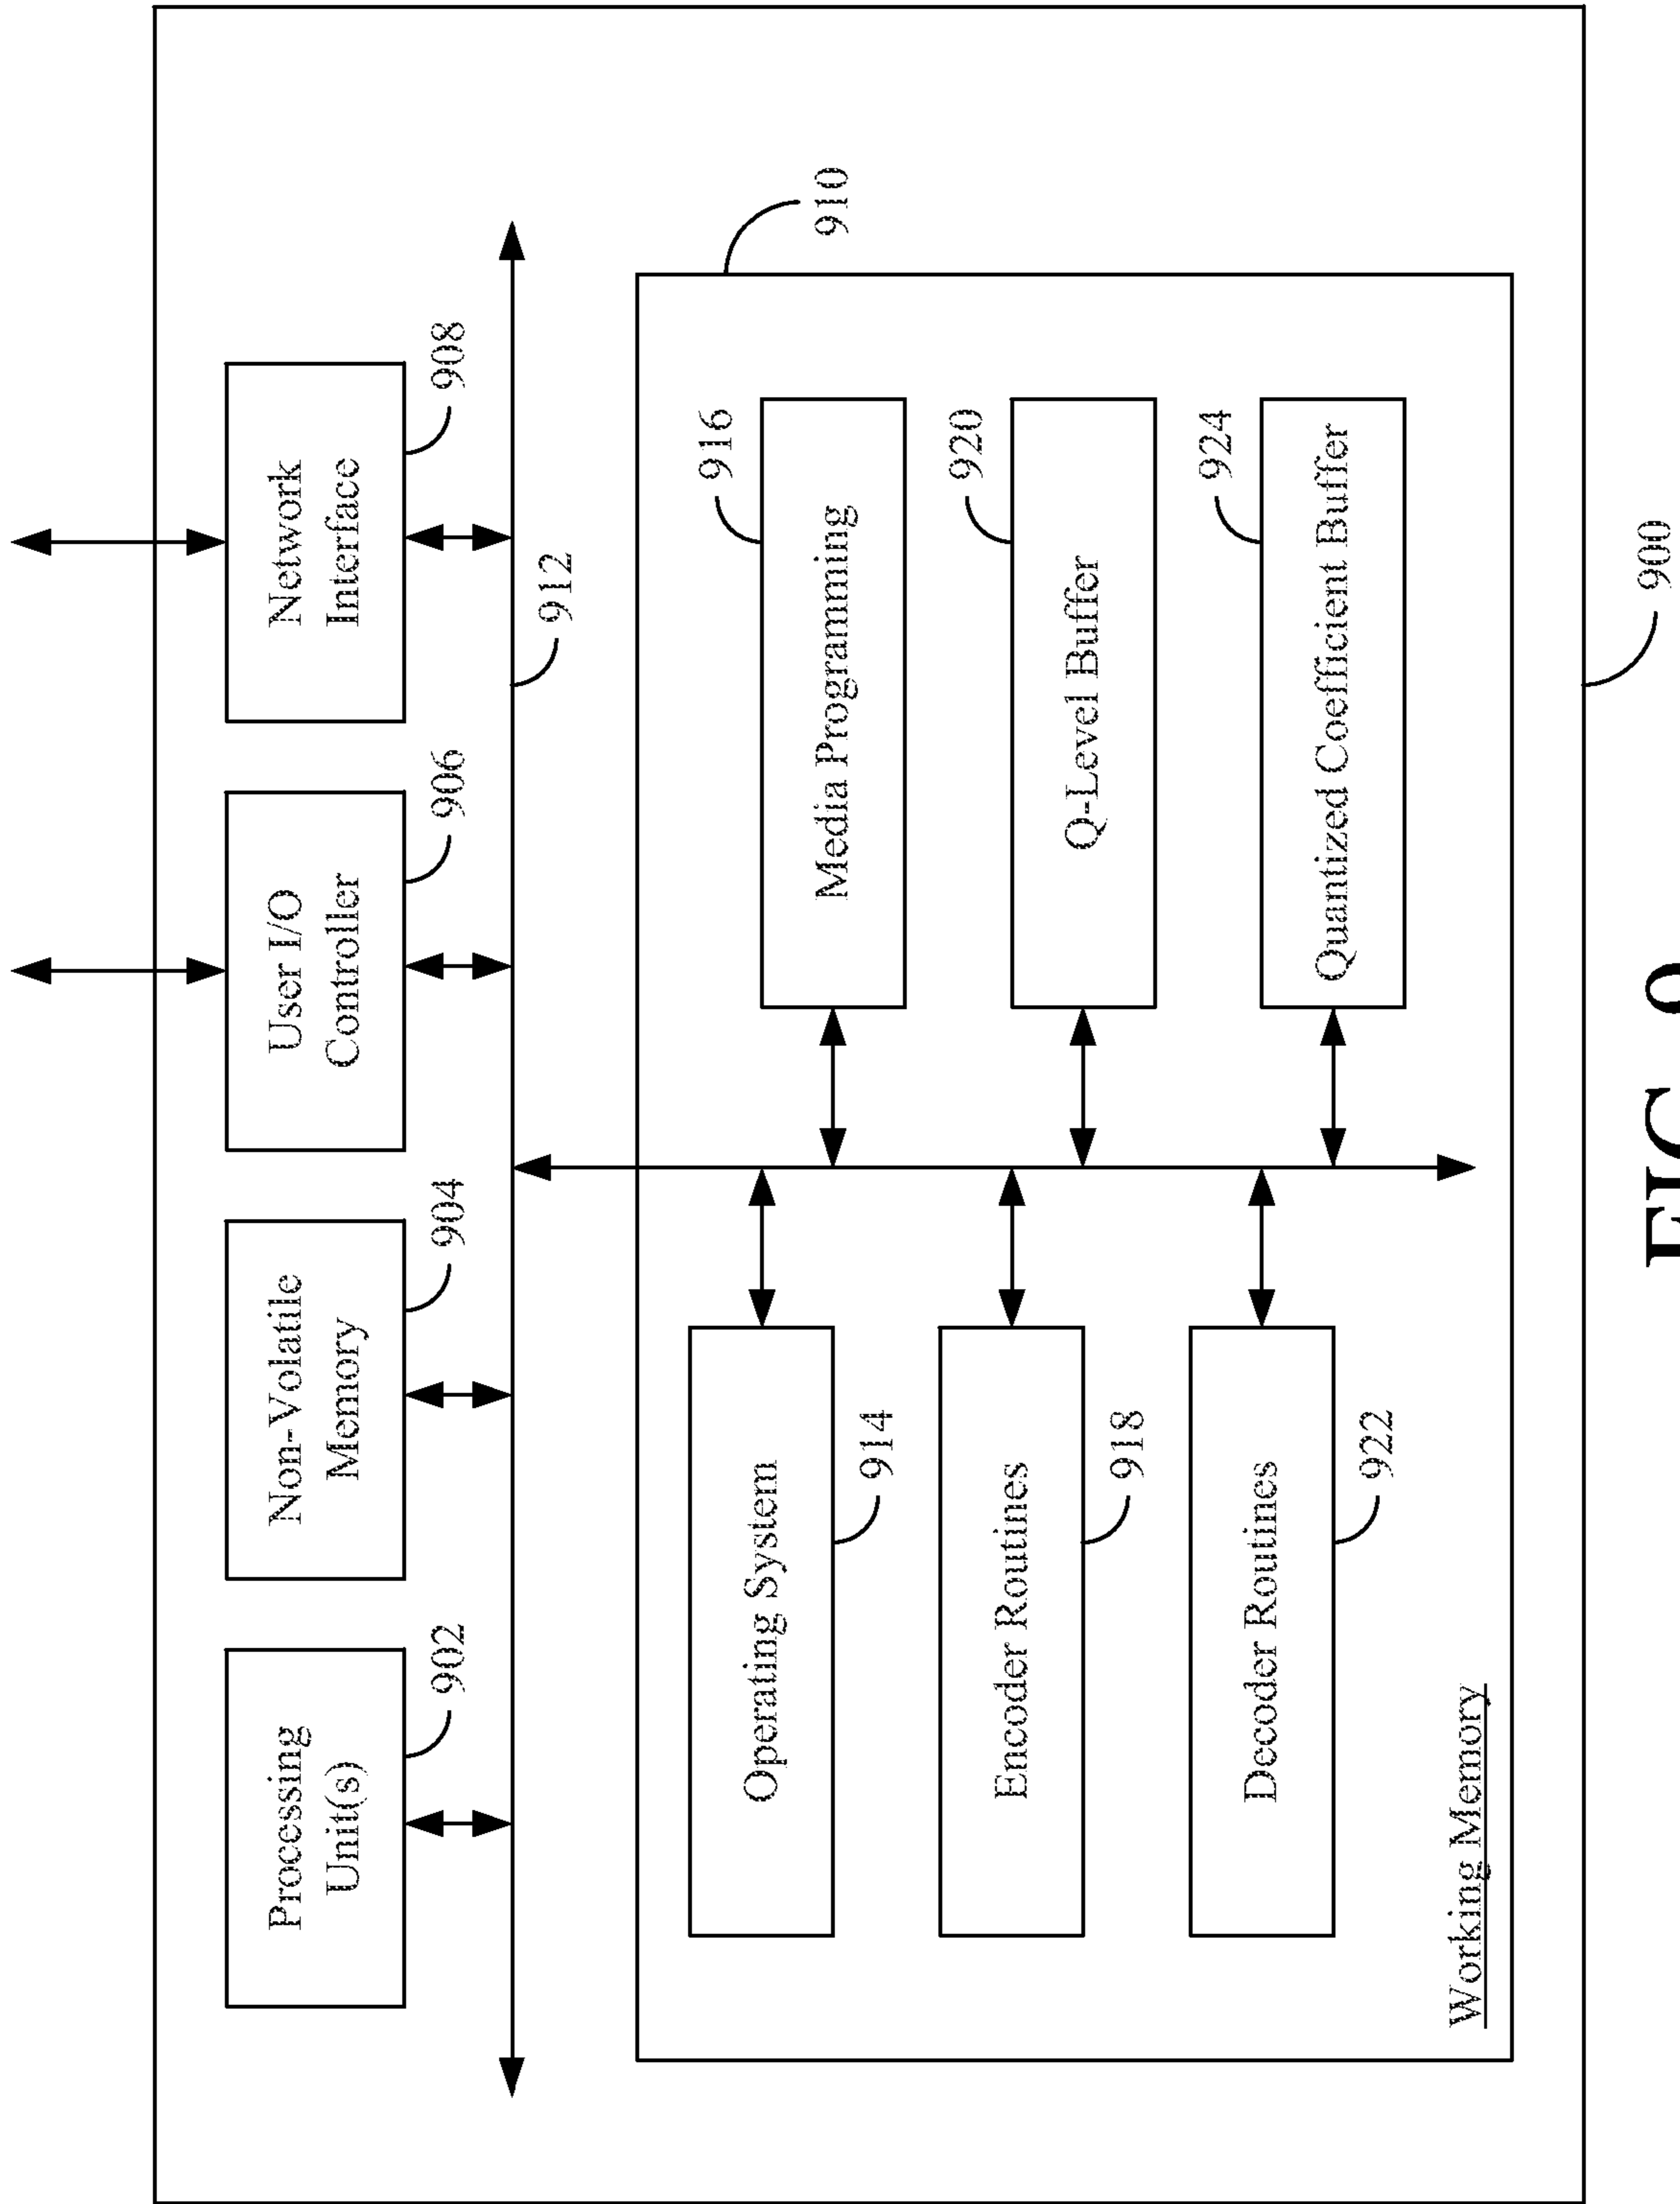 Processing
Unit(s)
902
Non-Volatile
Memory
904
User I/O
Controller
906
Network
Interface
908
912
910
Operating System
914
Media Programming
916
Encoder Routines
918
Q-Level Buffer
920
Decoder Routines
922
Quantized Coefficient Buffer
924
Working Memory
900